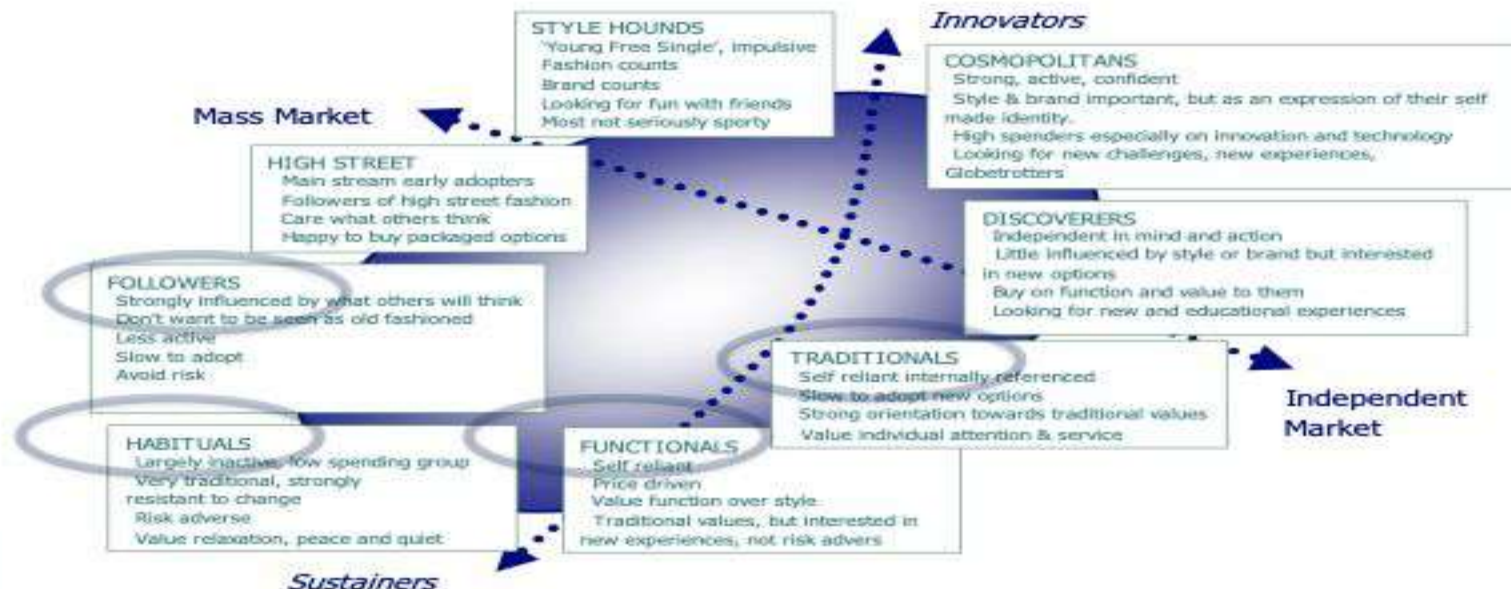 STYLE HOUNDS
'Young Free Single', impulsive
Fashion counts
Brand counts
Looking for fun with friends
Most not seriously sporty
Innovators
COSMOPOLITANS
Strong, active, confident
Style & brand important, but as an expression of their self
made identity.
High spenders especially on innovation and technology
Looking for new challenges, new experiences,
Globetrotters
Mass Market
HIGH STREET
Main stream early adopters
Followers of high street fashion
Care what others think
Happy to buy packaged options
DISCOVERERS
Independent in mind and action
Little influenced by style or brand but interested
in new options
Buy on function and value to them
Looking for new and educational experiences
FOLLOWERS
Strongly influenced by what others will think
Don't want to be seen as old fashioned
Less active
Slow to adopt
Avoid risk
TRADITIONALS
Self reliant internally referenced
Slow to adopt new options
Strong orientation towards traditional values
Value individual attention & service
Independent
Market
HABITUALS
Largely inactive, low spending group
Very traditional, strongly
resistant to change
Risk adverse
Value relaxation, peace and quiet
FUNCTIONALS
Self reliant
Price driven
Value function over style
Traditional values, but interested in
new experiences, not risk advers
Sustainers